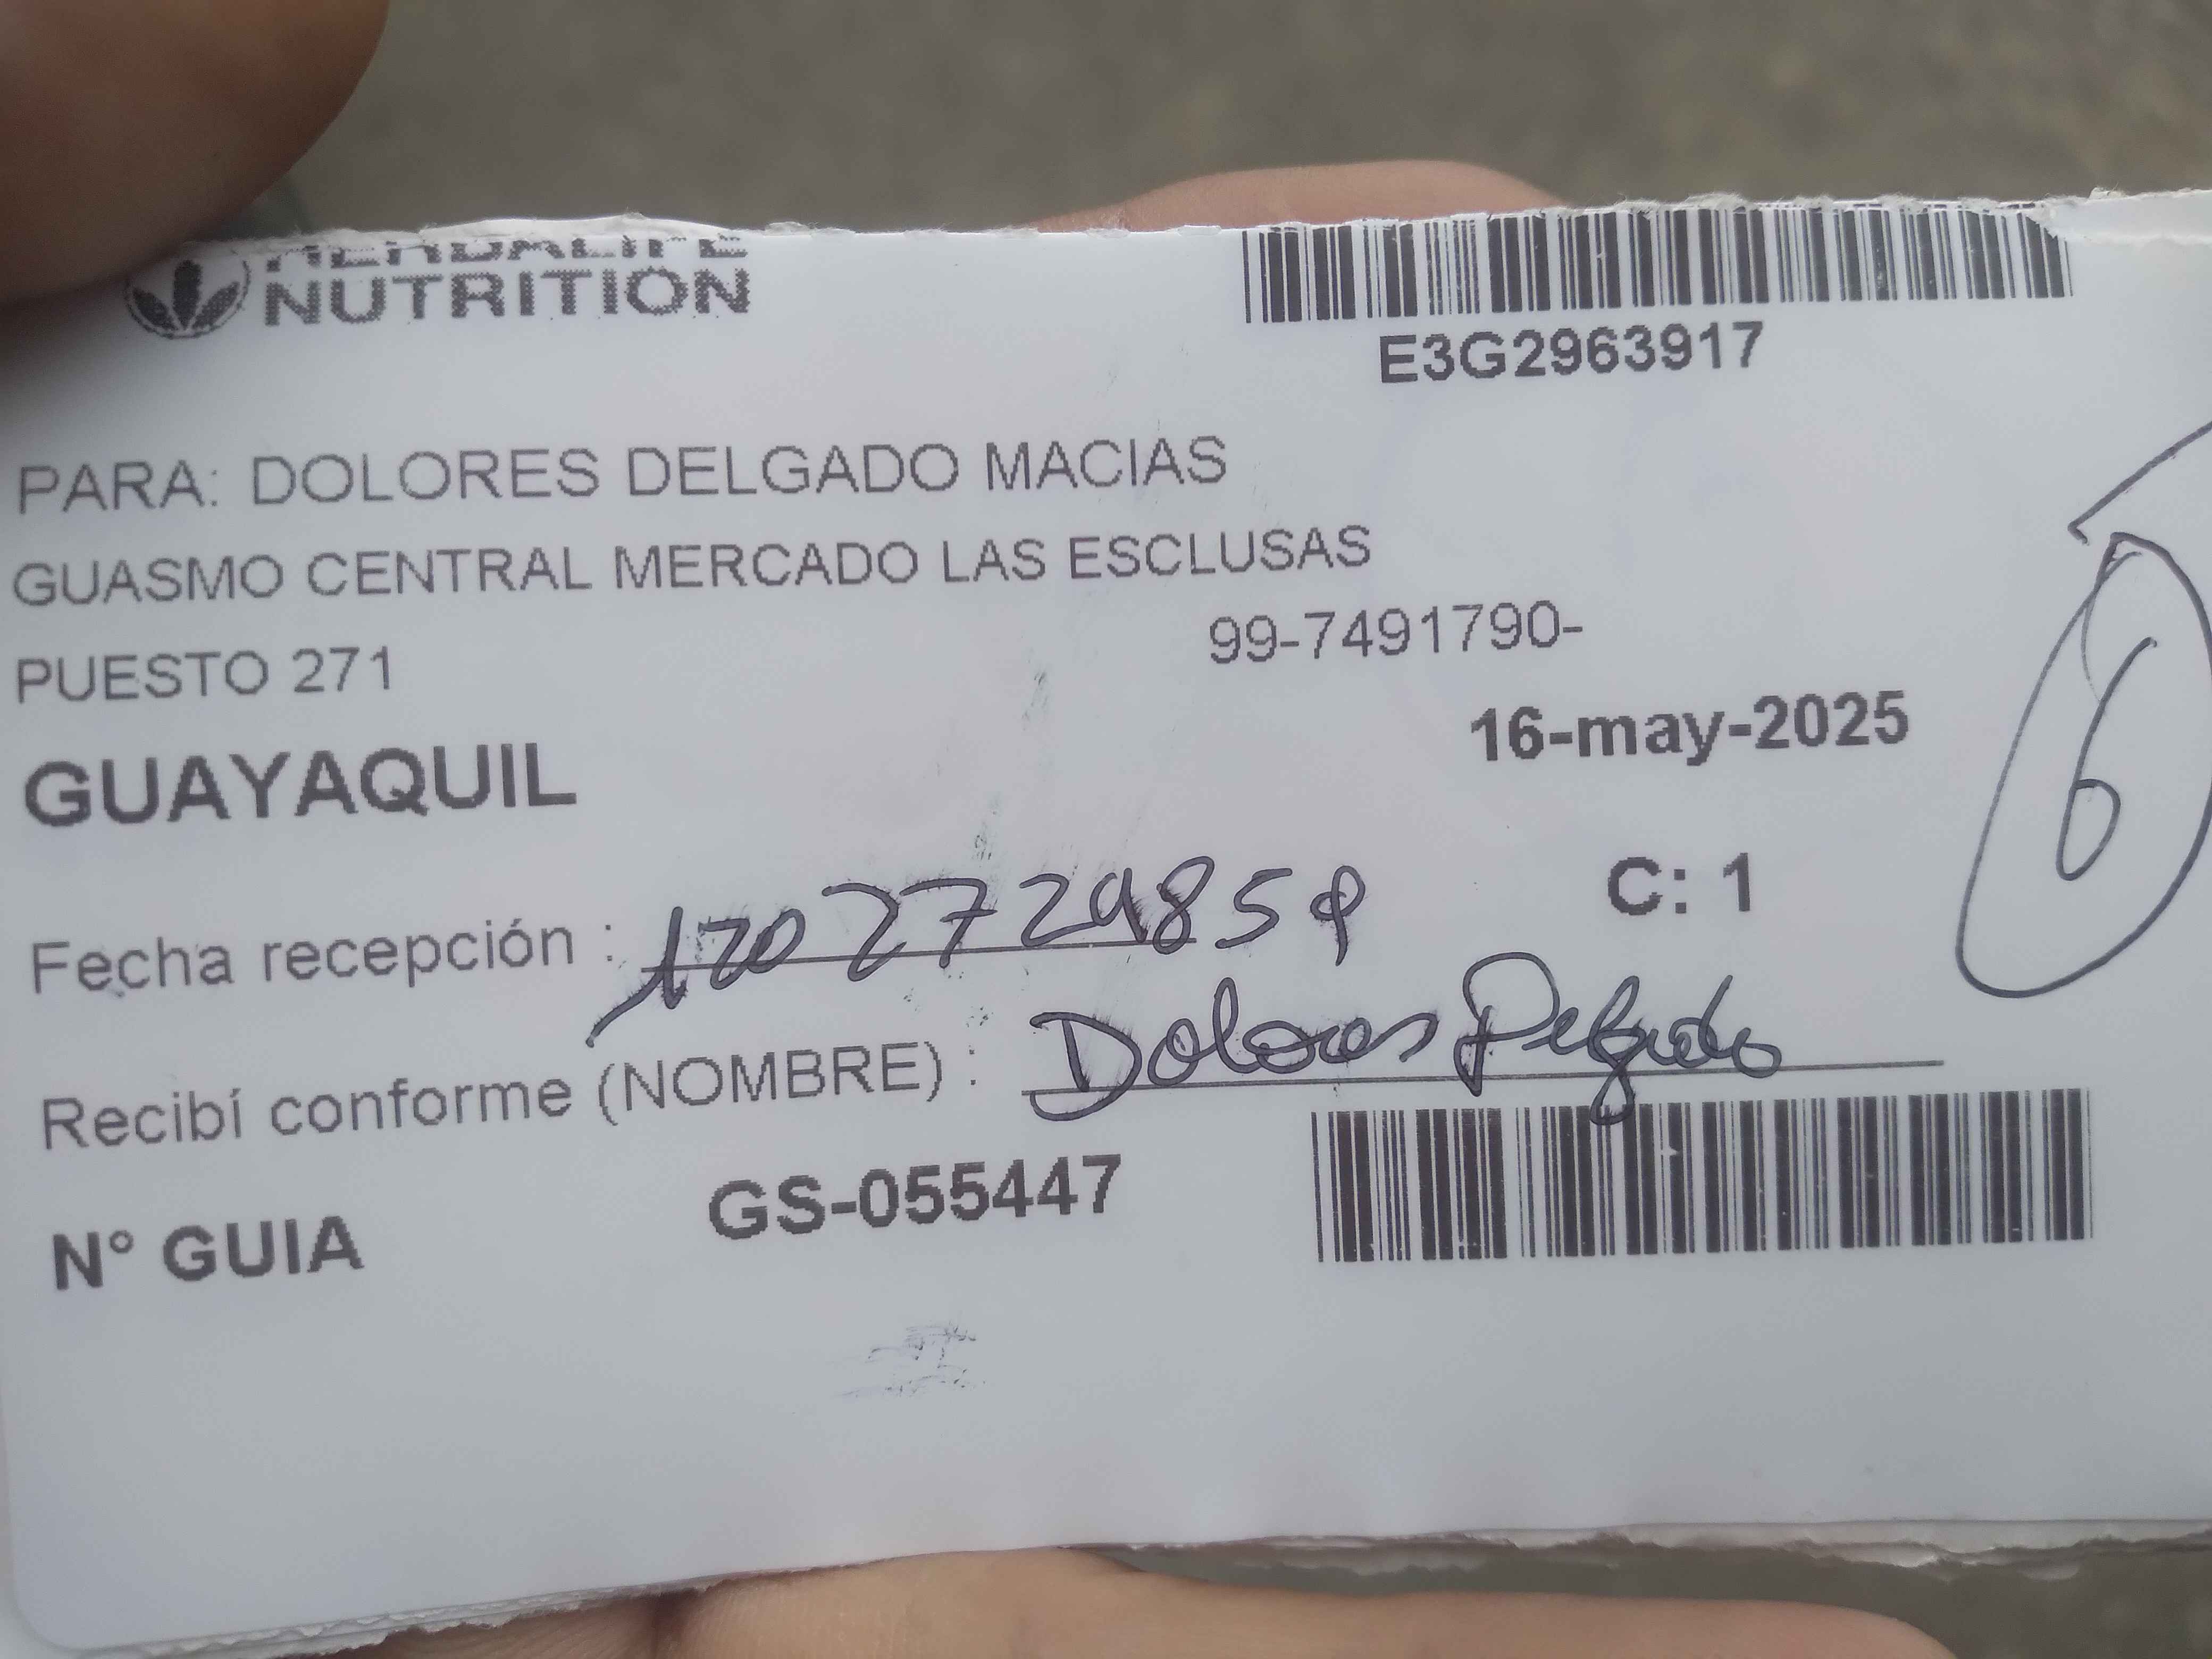 HERBALIFE
NUTRITION
E3G2963917
PARA: DOLORES DELGADO MACIAS
GUASMO CENTRAL MERCADO LAS ESCLUSAS
PUESTO 271
99-7491790-
16-may-2025
GUAYAQUIL
6
C: 1
Fecha recepción :
Recibí conforme (NOMBRE) : Dolores Delgado
N° GUIA GS-055447